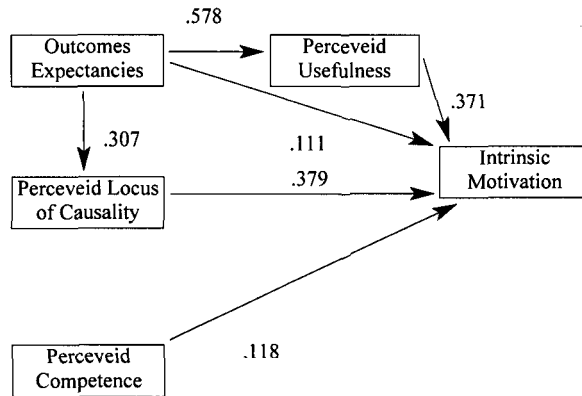 .578
Outcomes
Expectancies
Perceveid
Usefulness
.371
.307
.111
Intrinsic
Motivation
Perceveid Locus
of Causality
.379
.118
Perceveid
Competence